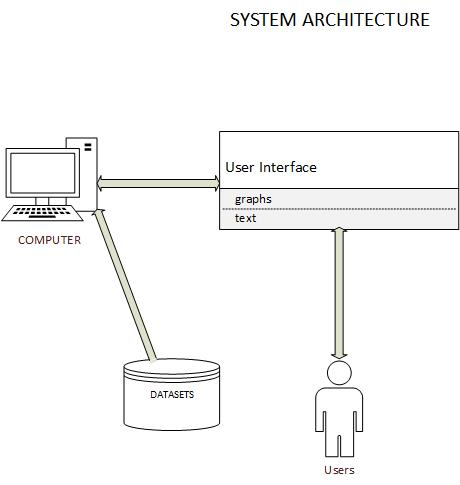 SYSTEM ARCHITECTURE
User Interface
graphs
text
COMPUTER
DATASETS
Users